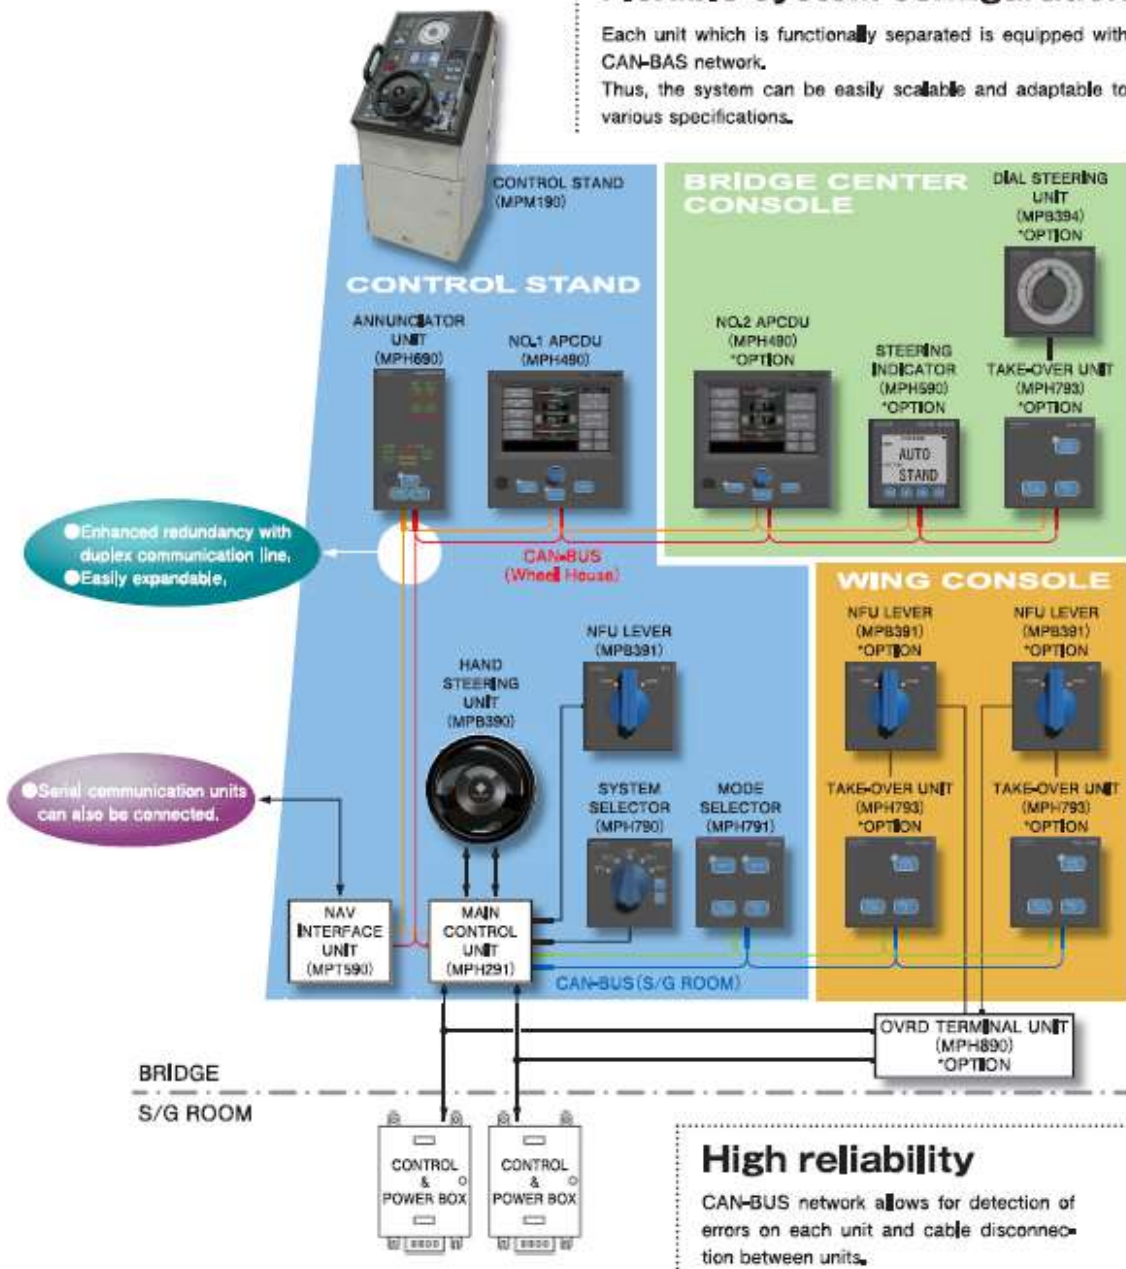 Each unit which is functionally separated is equipped with
CAN-BAS network.
Thus, the system can be easily scalable and adaptable to
various specifications.
CONTROL STAND
(MPM190)
CONTROL STAND
ANNUNCIATOR
UNIT
(MPH690)
NO.1 APCDU
(MPH490)
BRIDGE CENTER
CONSOLE
DIAL STEERING
UNIT
(MPB394)
*OPTION
NO.2 APCDU
(MPH490)
*OPTION
STEERING
INDICATOR
(MPH590)
*OPTION
AUTO
STAND
TAKE-OVER UNIT
(MPH793)
*OPTION
●Enhanced redundancy with
duplex communication line.
●Easily expandable.
CAN-BUS
(Wheel House)
WING CONSOLE
NFU LEVER
(MPB391)
*OPTION
NFU LEVER
(MPB391)
*OPTION
NFU LEVER
(MPB391)
HAND
STEERING
UNIT
(MPB390)
●Serial communication units
can also be connected.
SYSTEM
SELECTOR
(MPH790)
MODE
SELECTOR
(MPH791)
TAKE-OVER UNIT
(MPH793)
*OPTION
TAKE-OVER UNIT
(MPH793)
*OPTION
NAV
INTERFACE
UNIT
(MPT590)
MAIN
CONTROL
UNIT
(MPH291)
CAN-BUS(S/G ROOM)
OVRD TERMINAL UNIT
(MPH890)
*OPTION
BRIDGE
S/G ROOM
CONTROL
&
POWER BOX
CONTROL
&
POWER BOX
High reliability
CAN-BUS network allows for detection of
errors on each unit and cable disconnec-
tion between units.